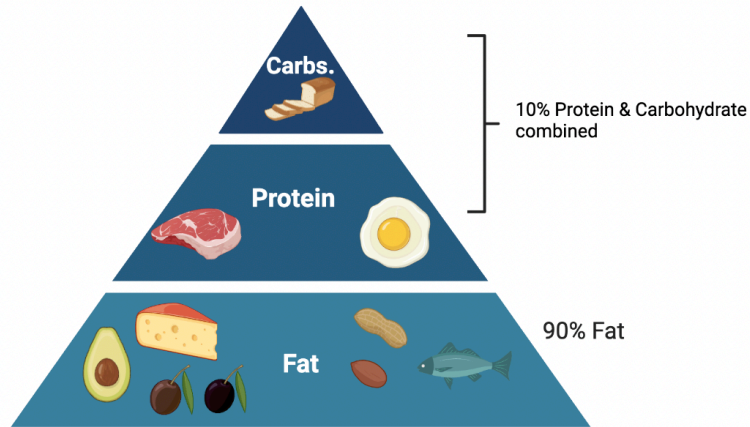 Carbs.
10% Protein & Carbohydrate
combined
Protein
90% Fat
Fat